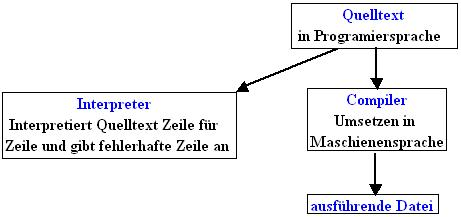 Quelltext
in Programiersprache
Interpreter
Interpretiert Quelltext Zeile für
Zeile und gibt fehlerhafte Zeile an
Compiler
Umsetzen in
Maschienensprache
ausführende Datei